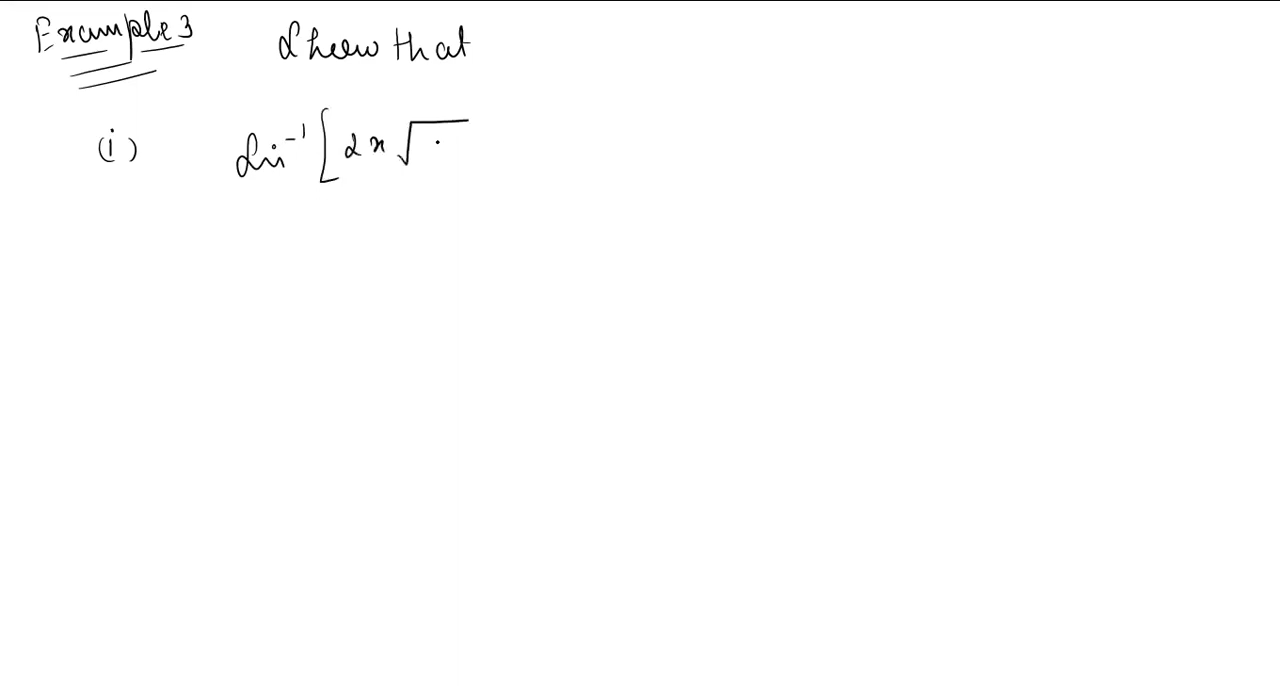 Example 3 Show that
(i) Sin⁻¹ [2x√